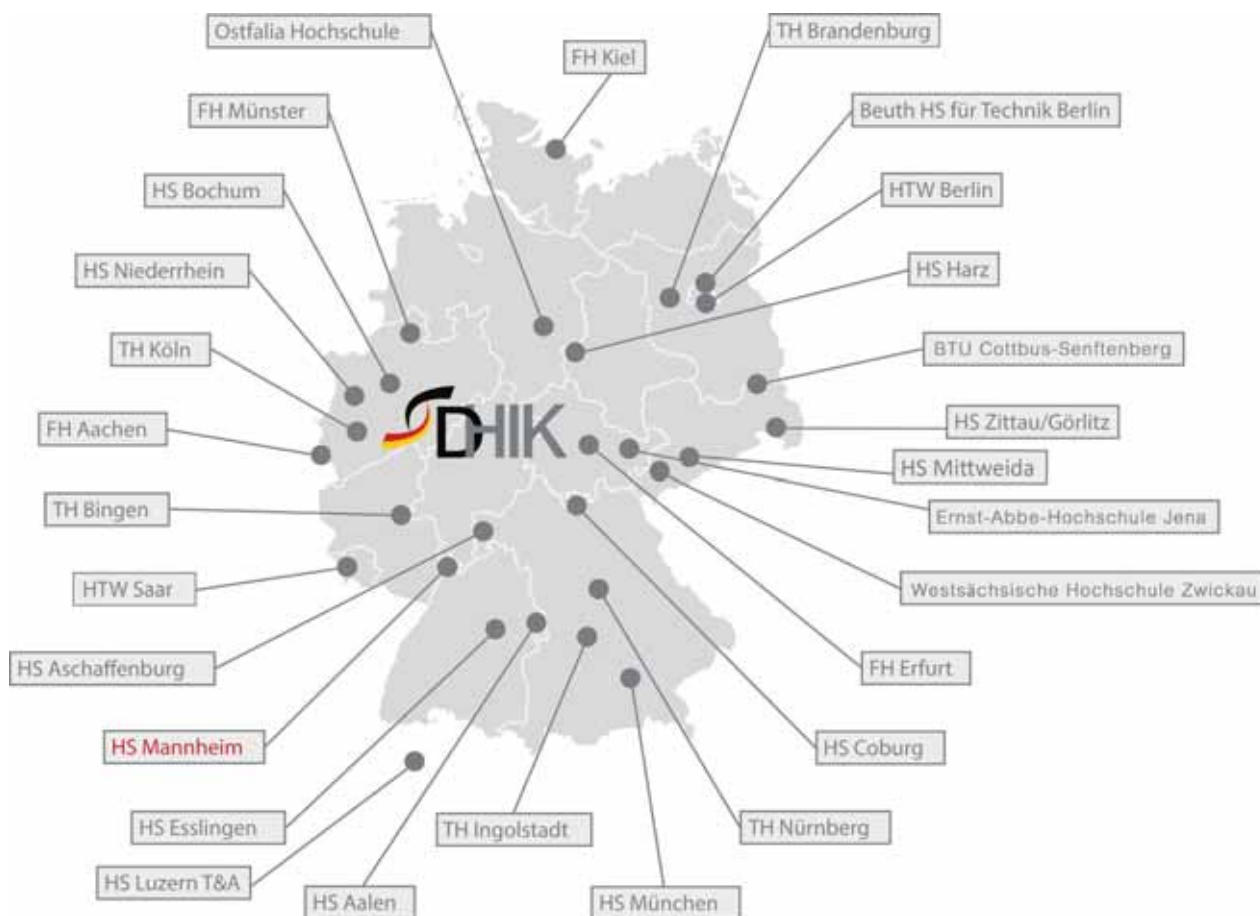 Ostfalia Hochschule
TH Brandenburg
FH Kiel
FH Münster
Beuth HS für Technik Berlin
HS Bochum
HTW Berlin
HS Niederrhein
HS Harz
TH Köln
BTU Cottbus-Senftenberg
DHIK
FH Aachen
HS Zittau/Görlitz
HS Mittweida
TH Bingen
Ernst-Abbe-Hochschule Jena
HTW Saar
Westsächsische Hochschule Zwickau
HS Aschaffenburg
FH Erfurt
HS Mannheim
HS Coburg
HS Esslingen
TH Ingolstadt
TH Nürnberg
HS Luzern T&A
HS Aalen
HS München